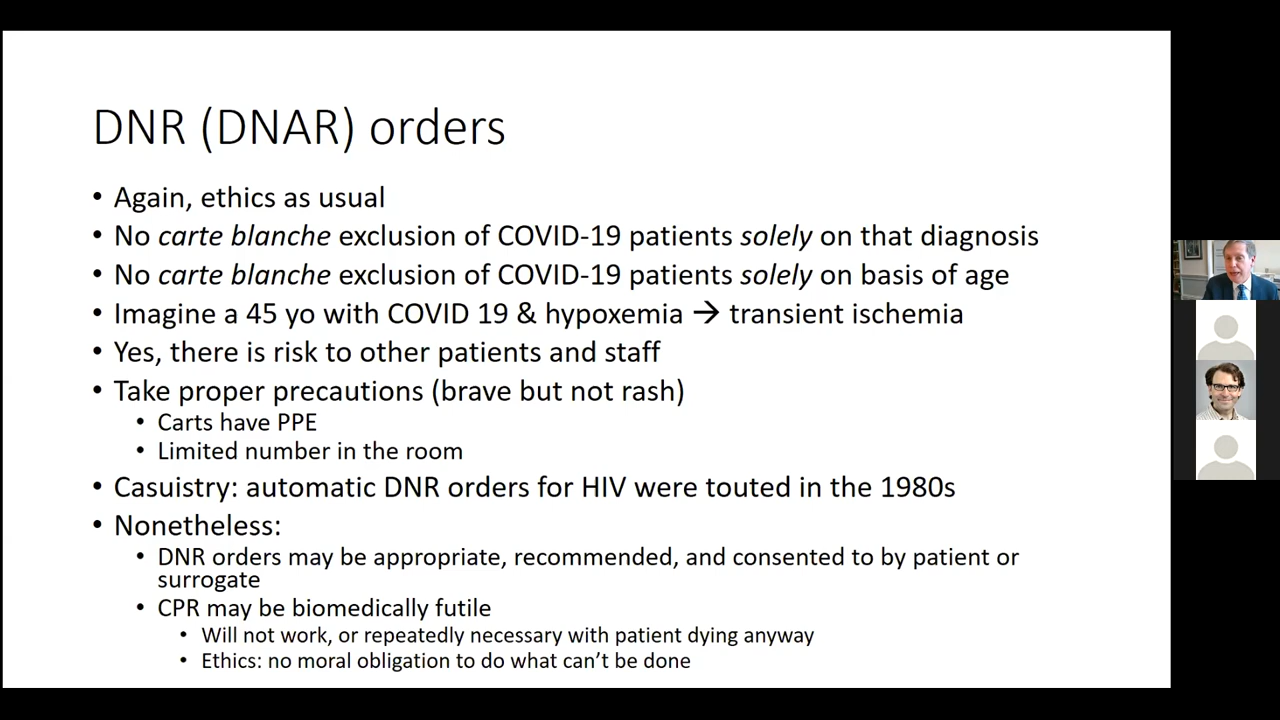 DNR (DNAR) orders
• Again, ethics as usual
• No carte blanche exclusion of COVID-19 patients solely on that diagnosis
• No carte blanche exclusion of COVID-19 patients solely on basis of age
• Imagine a 45 yo with COVID 19 & hypoxemia → transient ischemia
• Yes, there is risk to other patients and staff
• Take proper precautions (brave but not rash)
• Carts have PPE
• Limited number in the room
• Casuistry: automatic DNR orders for HIV were touted in the 1980s
• Nonetheless:
• DNR orders may be appropriate, recommended, and consented to by patient or
surrogate
• CPR may be biomedically futile
• Will not work, or repeatedly necessary with patient dying anyway
• Ethics: no moral obligation to do what can’t be done